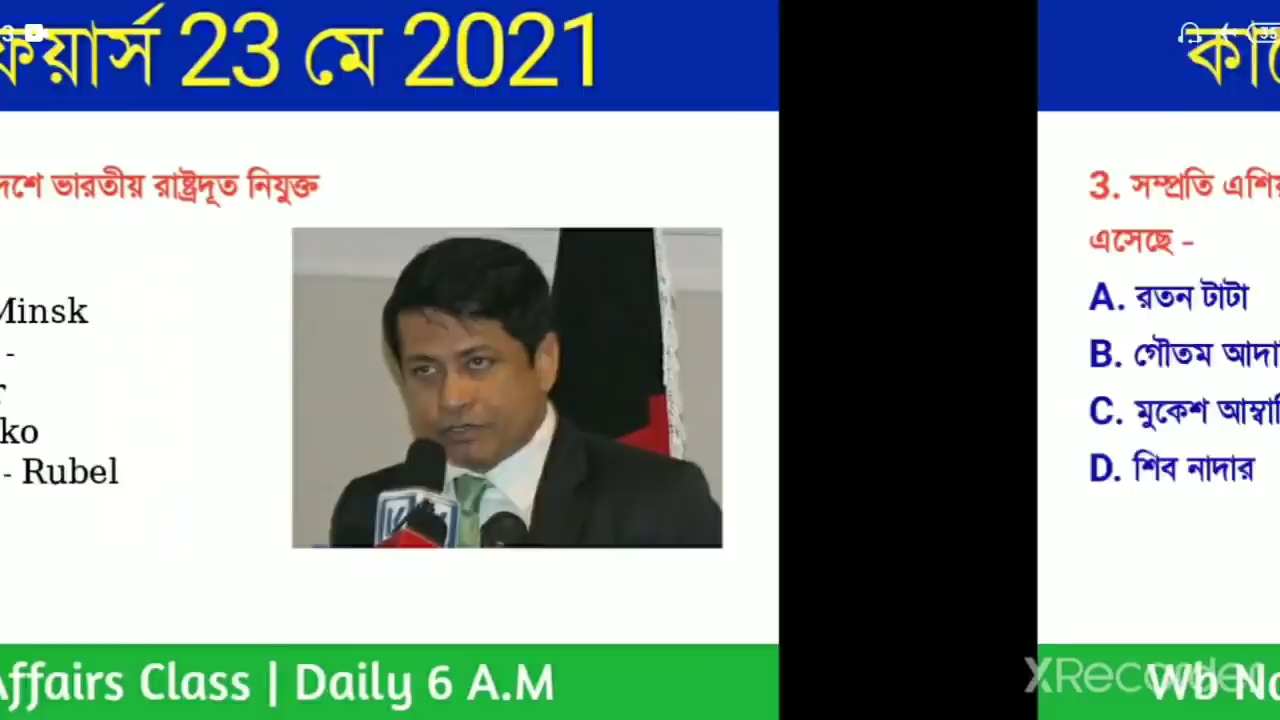 ফেয়ার্স 23 মে 2021
দেশে ভারতীয় রাষ্ট্রদূত নিযুক্ত
Minsk
-
ko
- Rubel
Affairs Class | Daily 6 A.M
3. সম্প্রতি এশিয়
এসেছে -
A. রতন টাটা
B. গৌতম আদা
C. মুকেশ আম্বানি
D. শিব নাদার
XRecorder
Wb